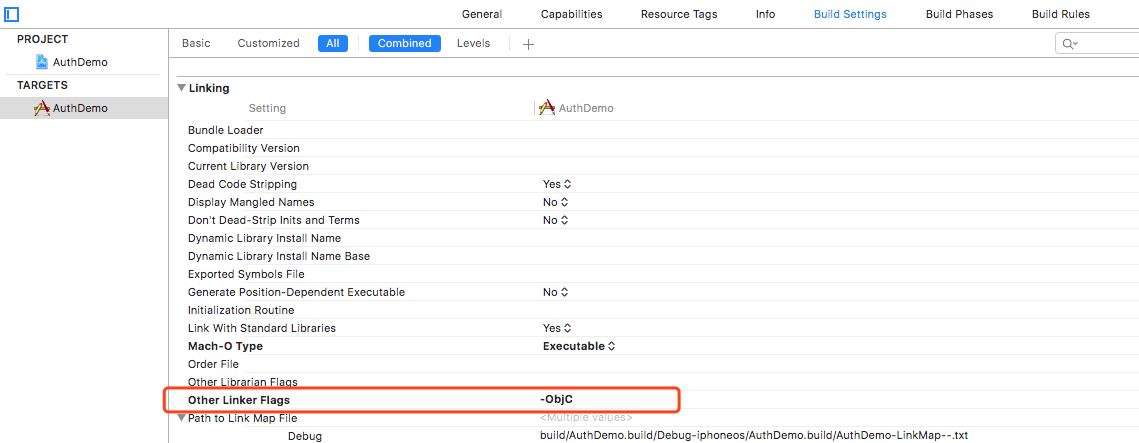 General Capabilities Resource Tags Info Build Settings Build Phases Build Rules
PROJECT
Basic Customized All Combined Levels +
AuthDemo
TARGETS
Linking
AuthDemo
Setting AuthDemo
Bundle Loader
Compatibility Version
Current Library Version
Dead Code Stripping Yes
Display Mangled Names No
Don't Dead-Strip Inits and Terms No
Dynamic Library Install Name
Dynamic Library Install Name Base
Exported Symbols File
Generate Position-Dependent Executable No
Initialization Routine
Link With Standard Libraries Yes
Mach-O Type Executable
Order File
Other Librarian Flags
Other Linker Flags -ObjC
Path to Link Map File <Multiple values>
Debug build/AuthDemo.build/Debug-iphoneos/AuthDemo.build/AuthDemo-LinkMap--.txt